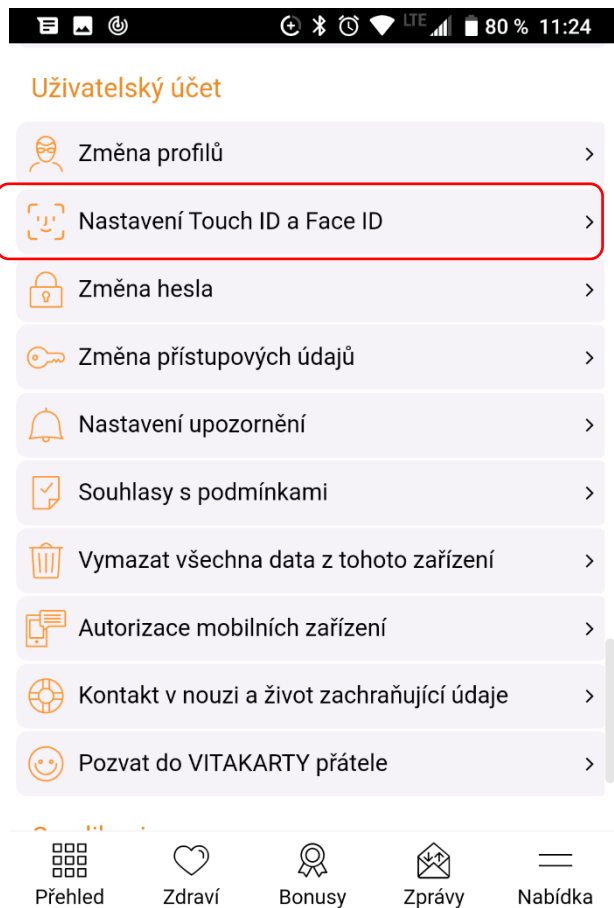 LTE 80 % 11:24
Uživatelský účet
Změna profilů
Nastavení Touch ID a Face ID
Změna hesla
Změna přístupových údajů
Nastavení upozornění
Souhlasy s podmínkami
Vymazat všechna data z tohoto zařízení
Autorizace mobilních zařízení
Kontakt v nouzi a život zachraňující údaje
Pozvat do VITAKARTY přátele
Přehled Zdraví Bonusy Zprávy Nabídka